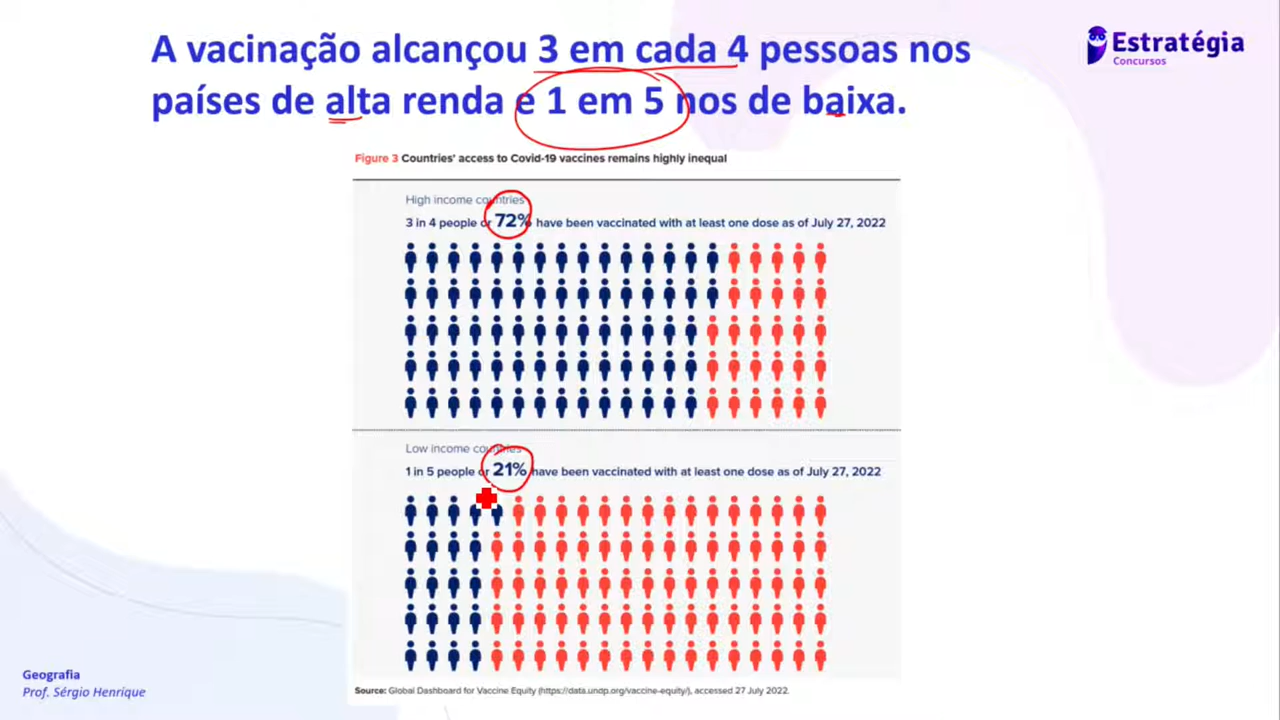 A vacinação alcançou 3 em cada 4 pessoas nos
países de alta renda e 1 em 5 nos de baixa.
Estratégia
Concursos
Figure 3 Countries' access to Covid-19 vaccines remains highly inequal
High income countries
3 in 4 people or 72% have been vaccinated with at least one dose as of July 27, 2022
Low income countries
1 in 5 people or 21% have been vaccinated with at least one dose as of July 27, 2022
Source: Global Dashboard for Vaccine Equity (https://data.undp.org/vaccine-equity/), accessed 27 July 2022.
Geografia
Prof. Sérgio Henrique